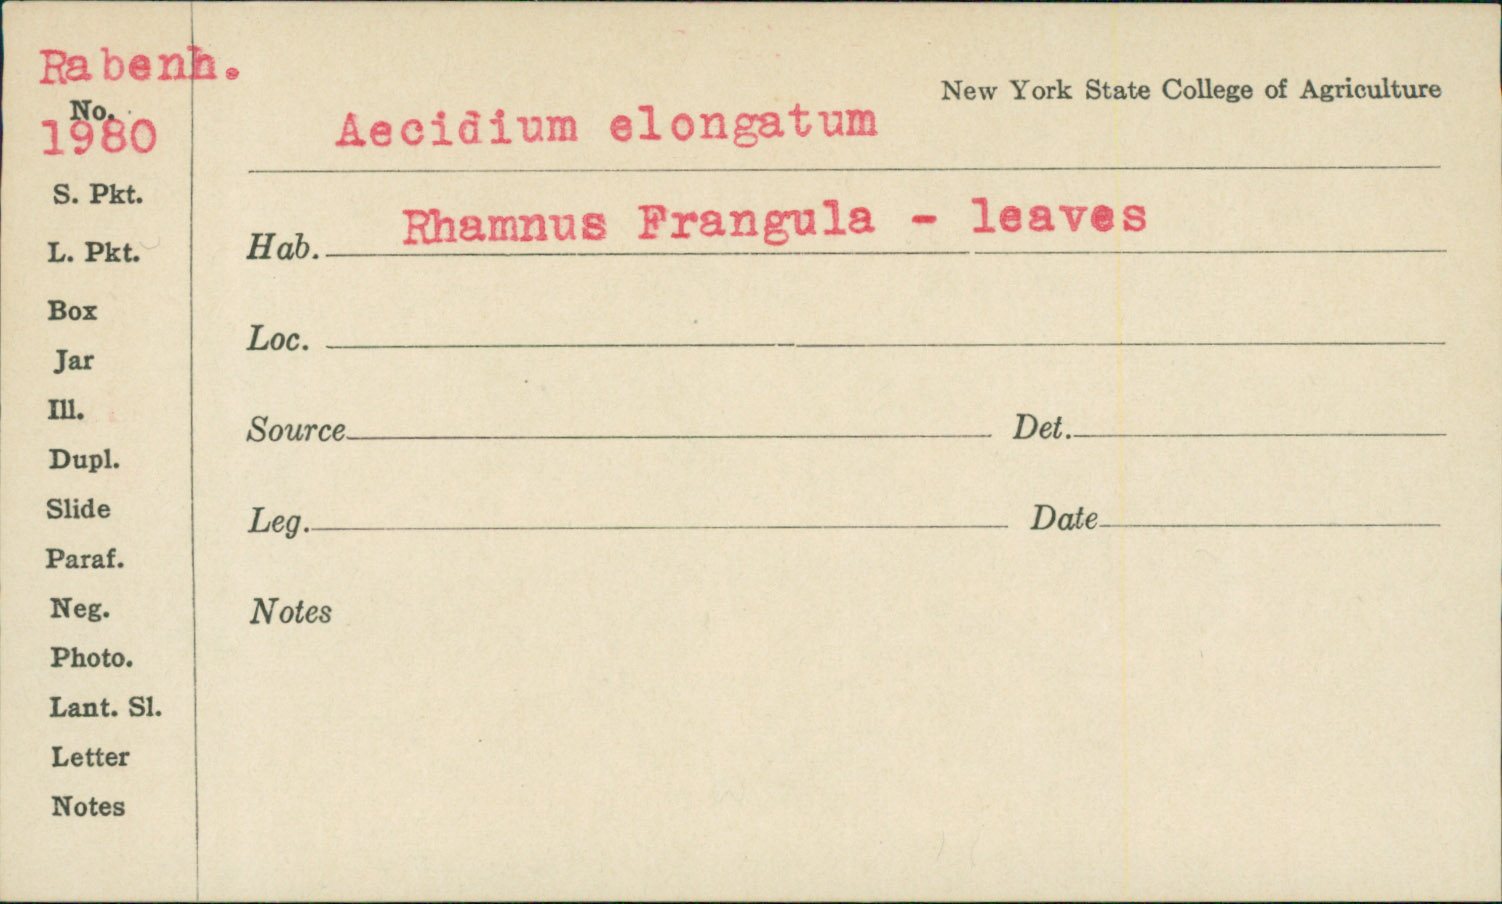 Rabenh.
No.
1980
S. Pkt.
L. Pkt.
Box
Jar
Ill.
Dupl.
Slide
Paraf.
Neg.
Photo.
Lant. Sl.
Letter
Notes
New York State College of Agriculture
Aecidium elongatum
Hab. Rhamnus Frangula - leaves
Loc.
Source Det.
Leg. Date
Notes